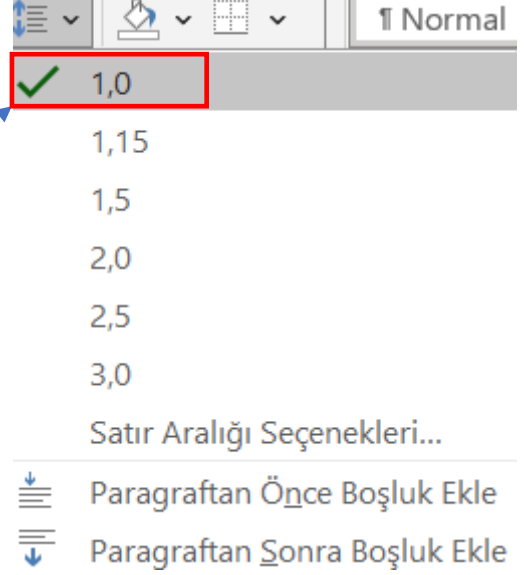 ¶ Normal
1,0
1,15
1,5
2,0
2,5
3,0
Satır Aralığı Seçenekleri...
Paragraftan Önce Boşluk Ekle
Paragraftan Sonra Boşluk Ekle